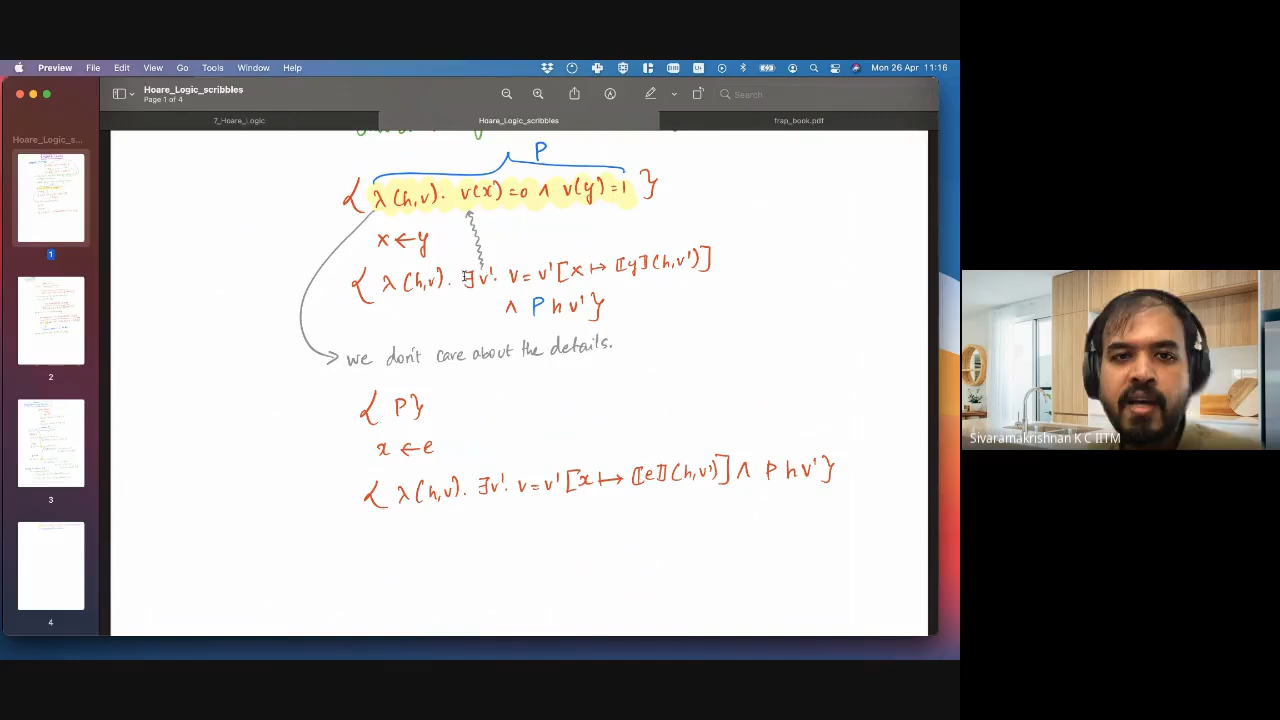 Preview File Edit View Go Tools Window Help Mon 26 Apr 11:16
Hoare_Logic_scribbles
Page 1 of 4
Search
7_Hoare_Logic Hoare_Logic_scribbles frap_book.pdf
Hoare_Logic_s...
P
{ λ(h,v). v(x)=0 ∧ v(y)=1 }
x ← y
{ λ(h,v). ∃v'. v = v'[x ↦ ⟦y⟧(h,v')]
∧ P h v' }
we don't care about the details.
{ P }
x ← e
{ λ(h,v). ∃v'. v = v'[x ↦ ⟦e⟧(h,v')] ∧ P h v' }
1
2
3
4
Sivaramakrishnan K C IITM